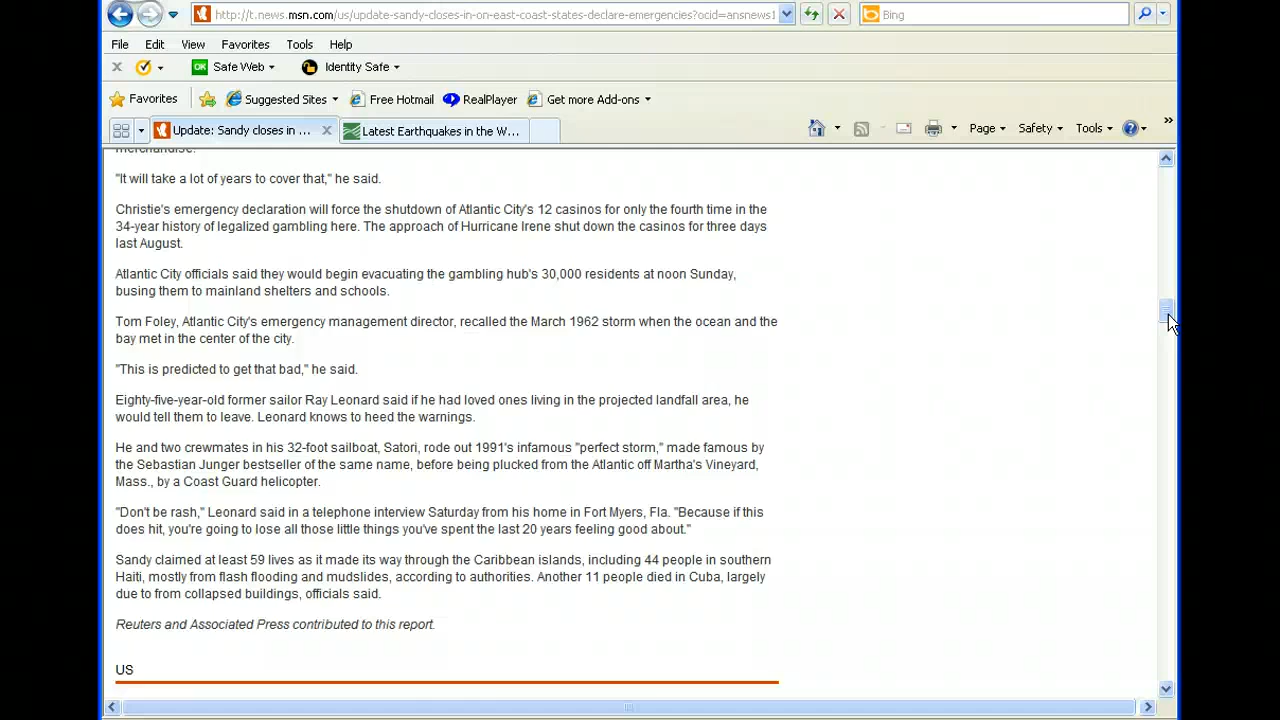 http://t.news.msn.com/us/update-sandy-closes-in-on-east-coast-states-declare-emergencies?ocid=ansnews1
Bing
File Edit View Favorites Tools Help
OK Safe Web Identity Safe
Favorites Suggested Sites Free Hotmail RealPlayer Get more Add-ons
Update: Sandy closes in ... Latest Earthquakes in the W... Page Safety Tools »
merchandise.
"It will take a lot of years to cover that," he said.
Christie's emergency declaration will force the shutdown of Atlantic City's 12 casinos for only the fourth time in the
34-year history of legalized gambling here. The approach of Hurricane Irene shut down the casinos for three days
last August.
Atlantic City officials said they would begin evacuating the gambling hub's 30,000 residents at noon Sunday,
busing them to mainland shelters and schools.
Tom Foley, Atlantic City's emergency management director, recalled the March 1962 storm when the ocean and the
bay met in the center of the city.
"This is predicted to get that bad," he said.
Eighty-five-year-old former sailor Ray Leonard said if he had loved ones living in the projected landfall area, he
would tell them to leave. Leonard knows to heed the warnings.
He and two crewmates in his 32-foot sailboat, Satori, rode out 1991's infamous "perfect storm," made famous by
the Sebastian Junger bestseller of the same name, before being plucked from the Atlantic off Martha's Vineyard,
Mass., by a Coast Guard helicopter.
"Don't be rash," Leonard said in a telephone interview Saturday from his home in Fort Myers, Fla. "Because if this
does hit, you're going to lose all those little things you've spent the last 20 years feeling good about."
Sandy claimed at least 59 lives as it made its way through the Caribbean islands, including 44 people in southern
Haiti, mostly from flash flooding and mudslides, according to authorities. Another 11 people died in Cuba, largely
due to from collapsed buildings, officials said.
Reuters and Associated Press contributed to this report.
US